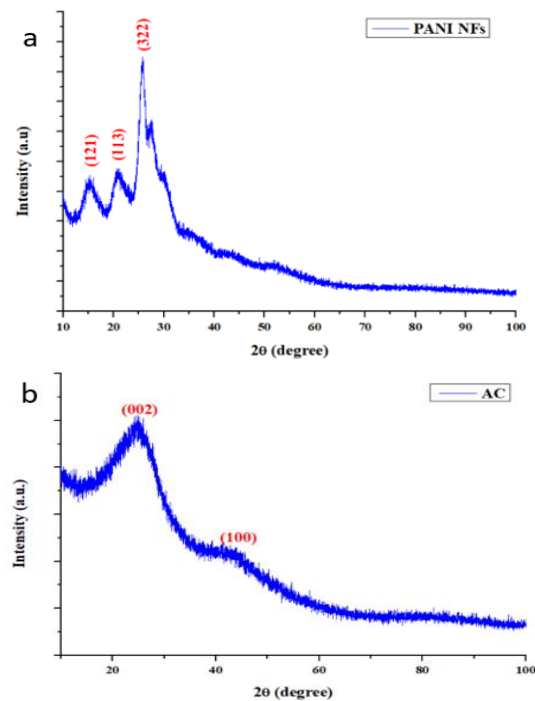 a
PANI NFs
(322)
(121)
(113)
Intensity (a.u)
10 20 30 40 50 60 70 80 90 100
2θ (degree)
b
AC
(002)
(100)
Intensity (a.u.)
20 40 60 80 100
2θ (degree)